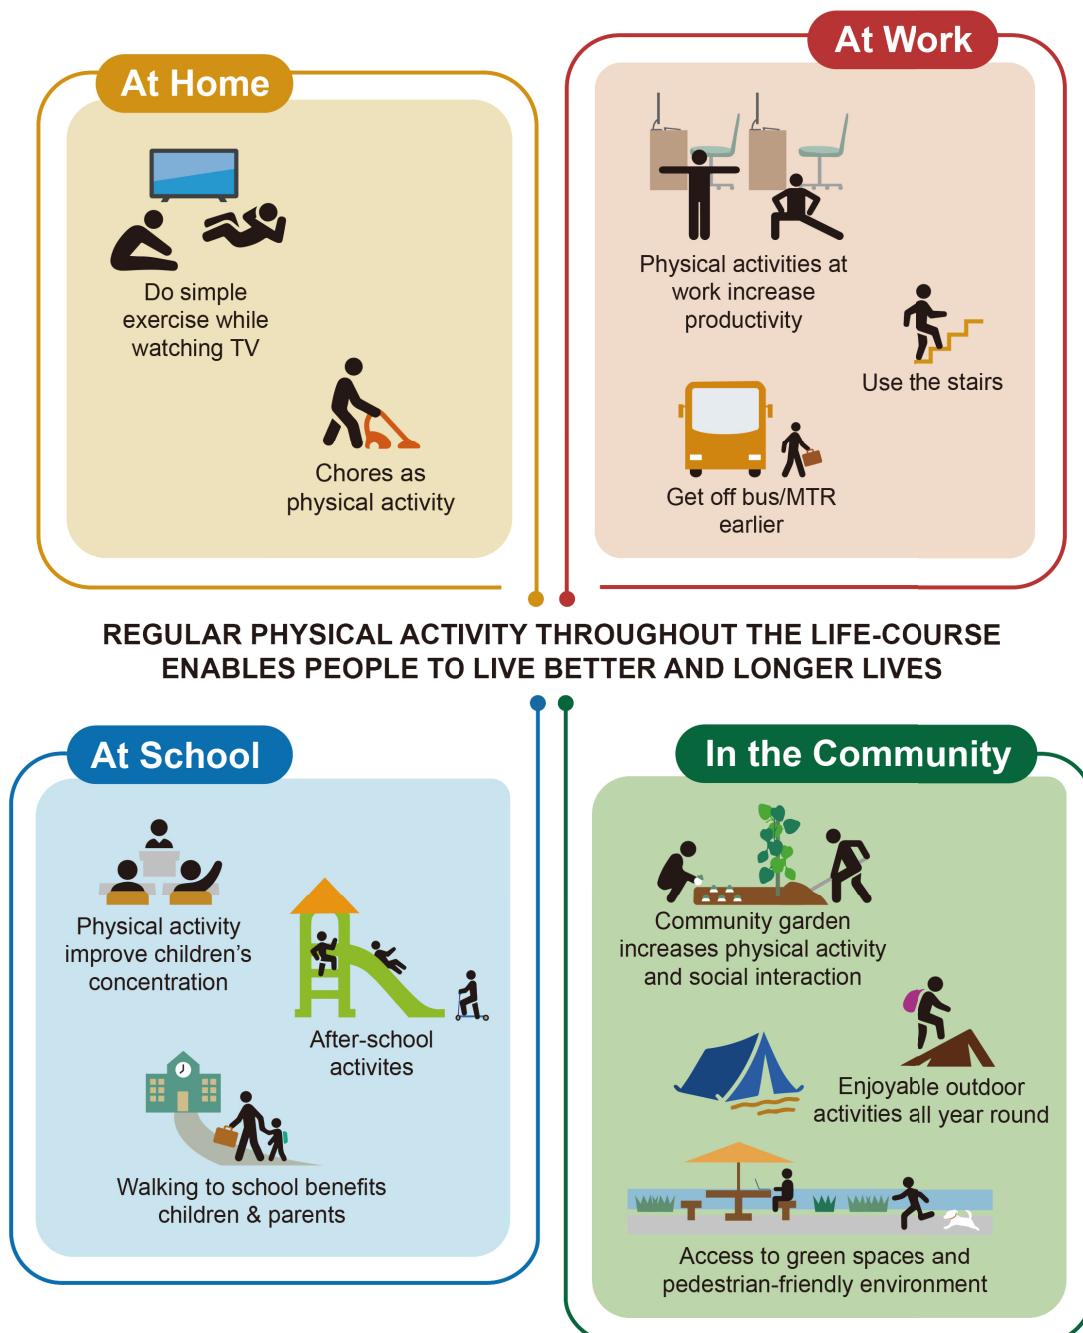 At Home
Do simple
exercise while
watching TV
Chores as
physical activity
At Work
Physical activities at
work increase
productivity
Use the stairs
Get off bus/MTR
earlier
REGULAR PHYSICAL ACTIVITY THROUGHOUT THE LIFE-COURSE
ENABLES PEOPLE TO LIVE BETTER AND LONGER LIVES
At School
Physical activity
improve children's
concentration
After-school
activites
Walking to school benefits
children & parents
In the Community
Community garden
increases physical activity
and social interaction
Enjoyable outdoor
activities all year round
Access to green spaces and
pedestrian-friendly environment